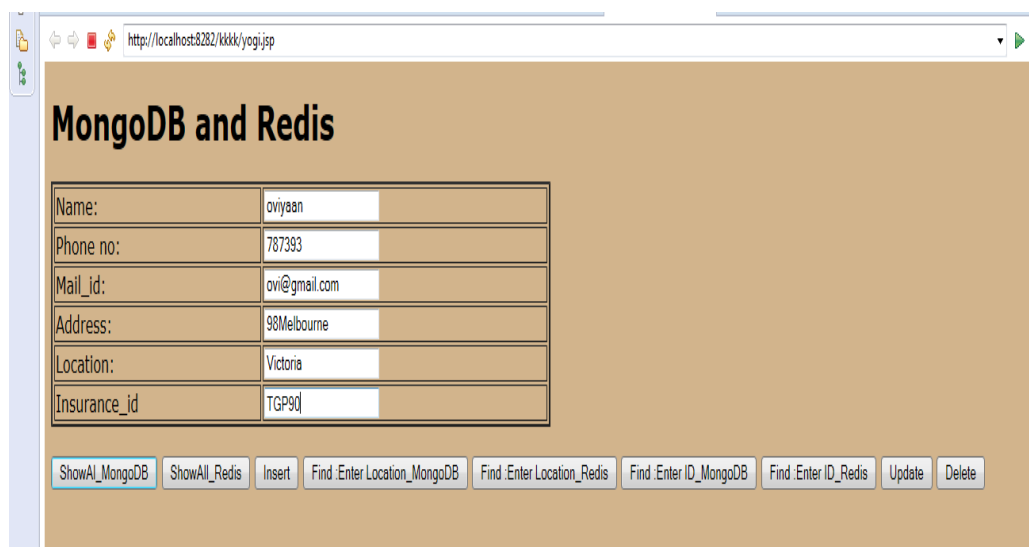 http://localhost:8282/kkkk/yogi.jsp
MongoDB and Redis
Name: oviyaan
Phone no: 787393
Mail_id: ovi@gmail.com
Address: 98Melbourne
Location: Victoria
Insurance_id TGP90
ShowAl_MongoDB ShowAll_Redis Insert Find :Enter Location_MongoDB Find :Enter Location_Redis Find :Enter ID_MongoDB Find :Enter ID_Redis Update Delete